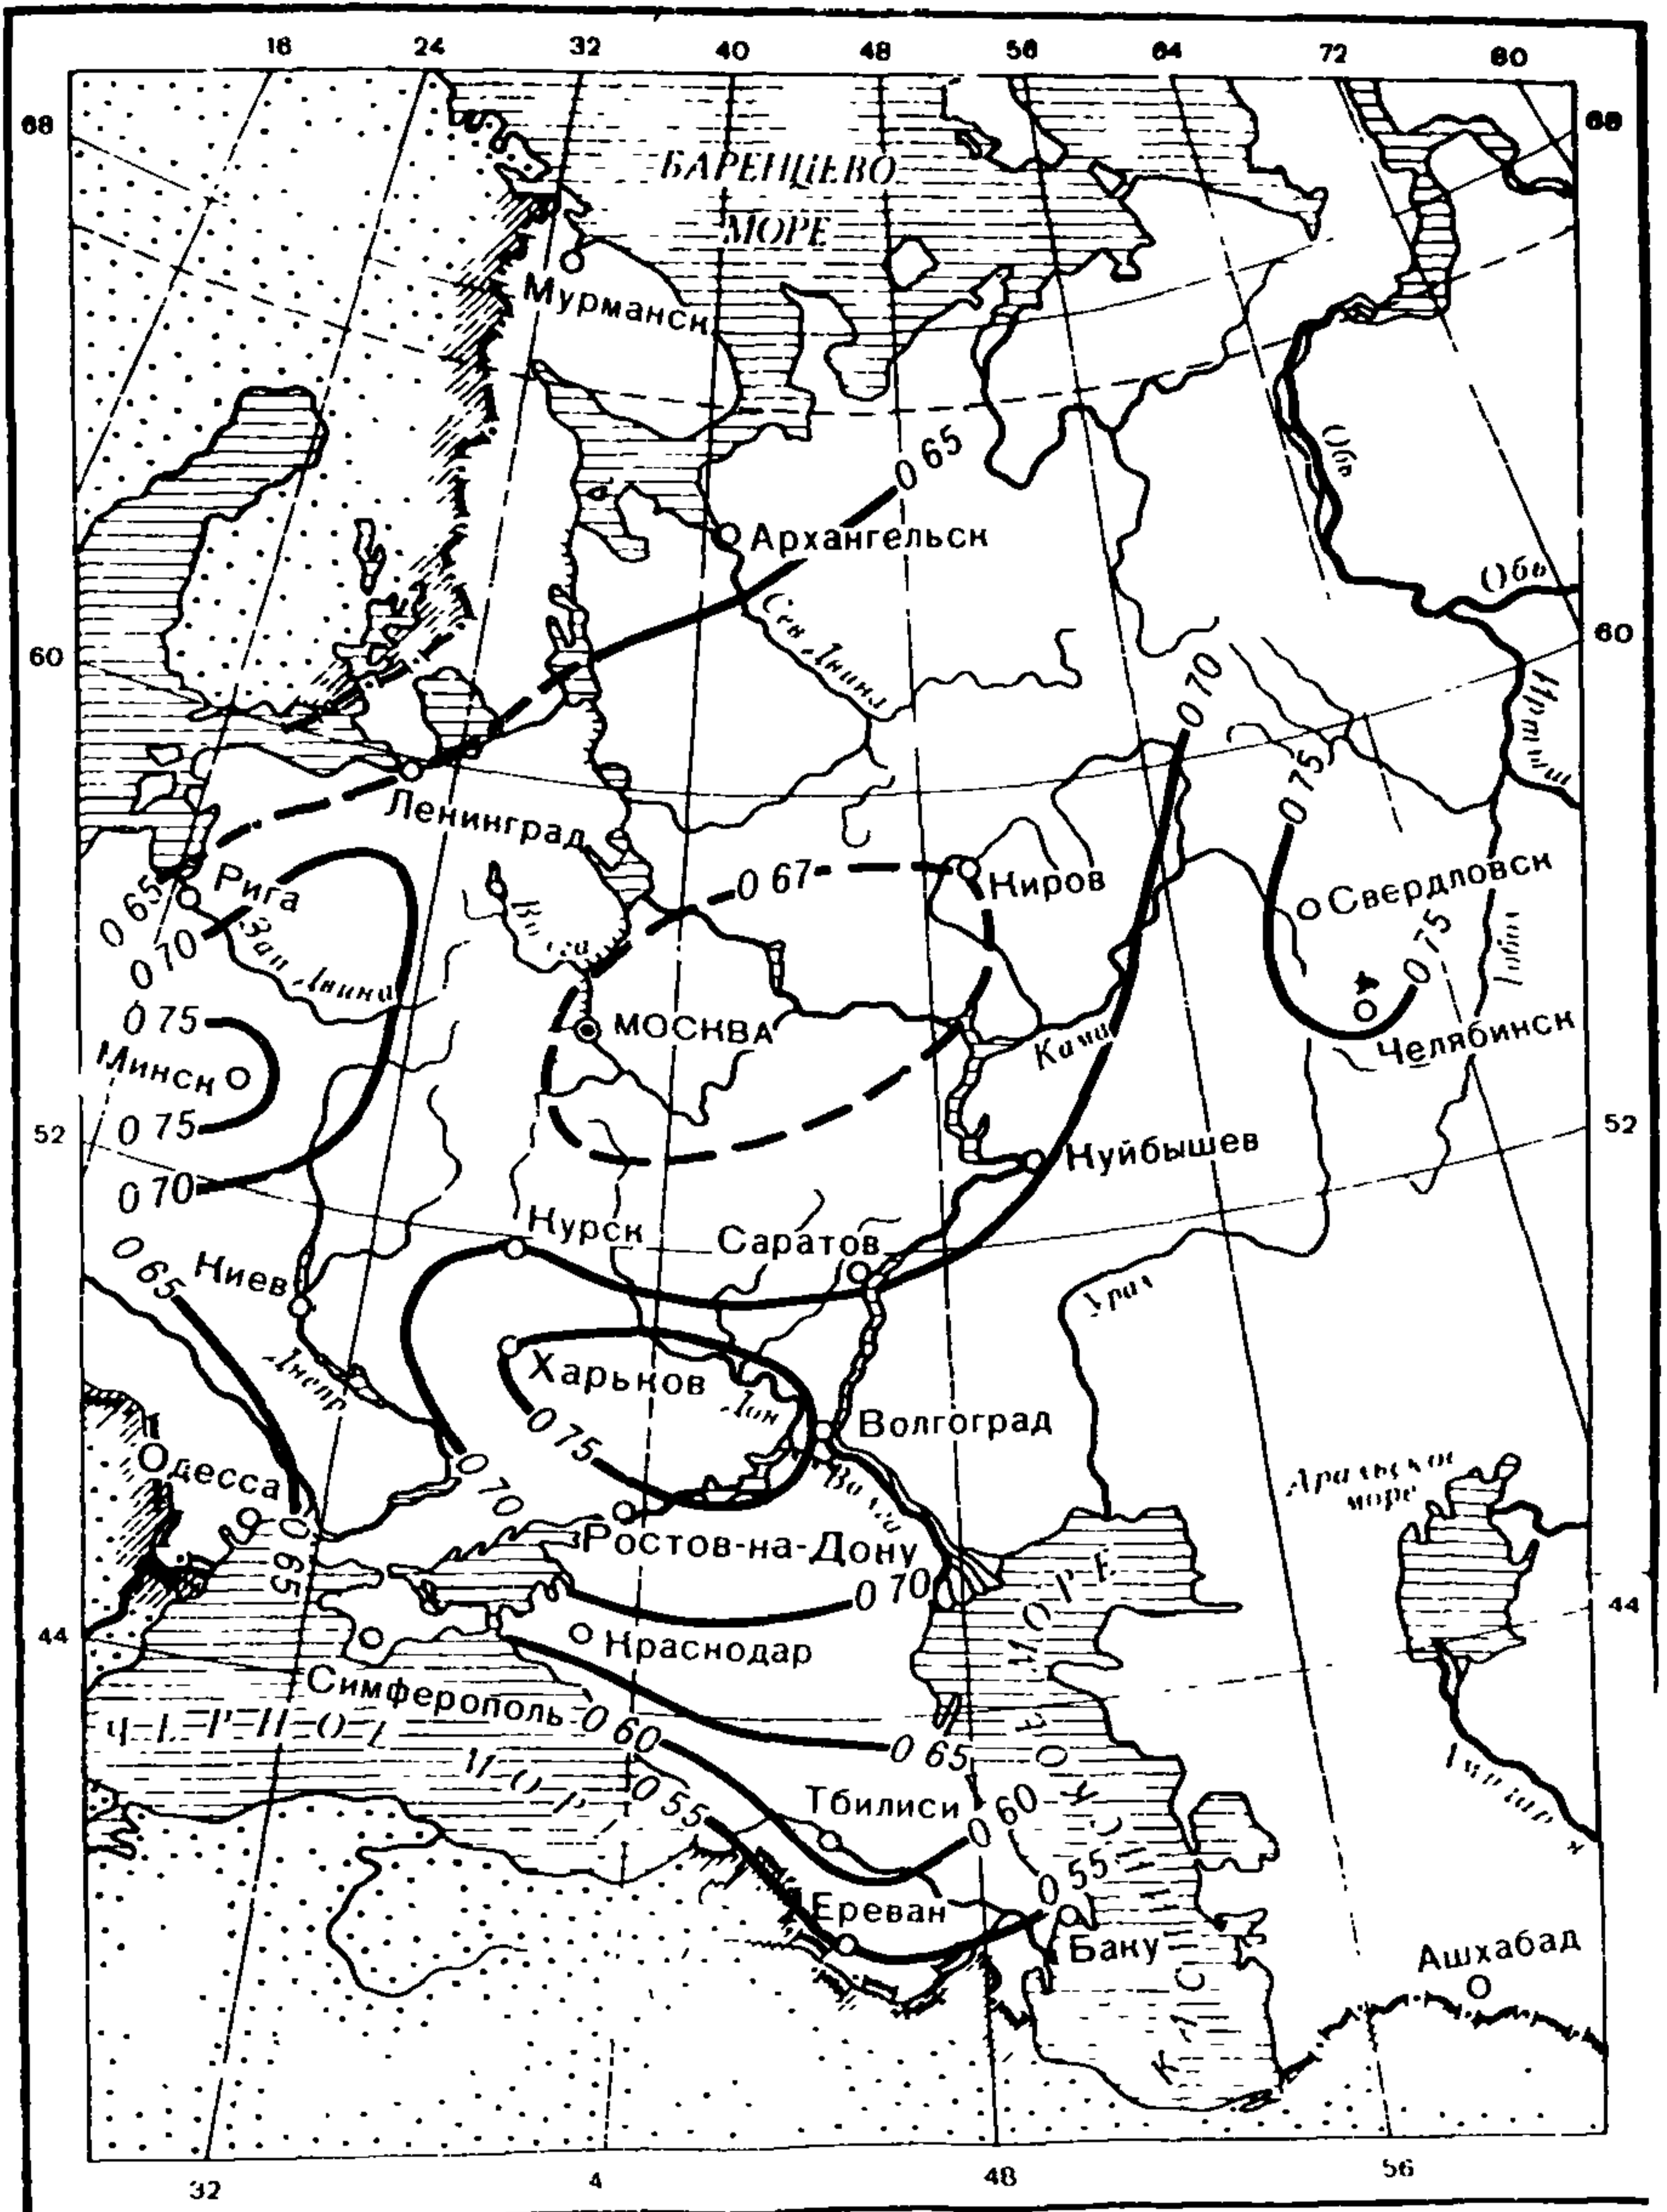 16 24 32 40 48 56 64 72 80
68 68
БАРЕНЦЕВО
МОРЕ
Мурманск
0 65
Архангельск
Обь
Обь
Сев Двина
60 60
0 70
Иртыш
0 75
Ленинград
0 67
Киров
Свердловск
Рига
0 65
0 70
Волга
Зап Двина
0 75
Тобол
0 75
МОСКВА
Кама
Челябинск
Минск
0 75
52 52
Куйбышев
0 70
Курск
Саратов
0 65
Киев
Урал
Днепр
Харьков
Дон
0 75
Волгоград
Одесса
0 70
Волга
Аральское
море
0 65
Ростов-на-Дону
0 70
МОРЕ
44 44
Краснодар
Симферополь
0 60
0 65
0 55
Тбилиси
0 60
0 55
Ереван
Баку
Ашхабад
32 4 48 56